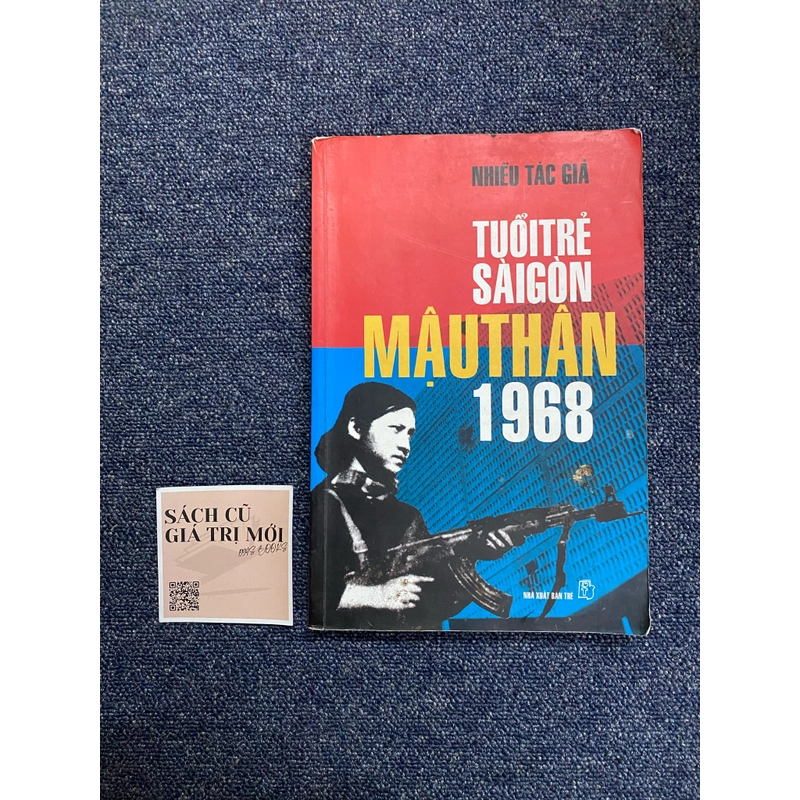 NHIỀU TÁC GIẢ
TUỔI TRẺ
SÀI GÒN
MẬU THÂN
1968
NHÀ XUẤT BẢN TRẺ
SÁCH CŨ
GIÁ TRỊ MỚI